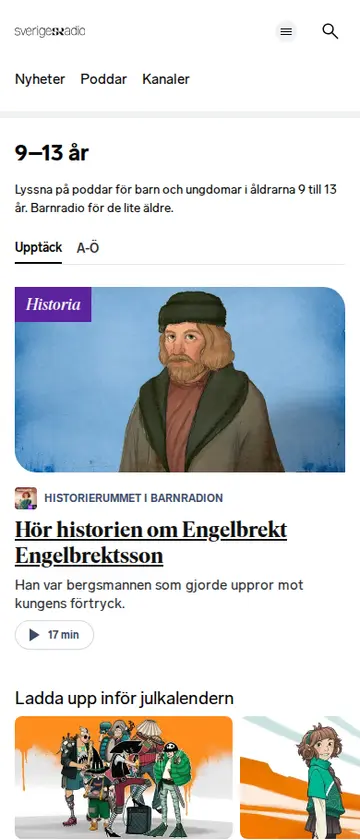 sverigesradio
Nyheter Poddar Kanaler
9–13 år
Lyssna på poddar för barn och ungdomar i åldrarna 9 till 13
år. Barnradio för de lite äldre.
Upptäck A-Ö
Historia
HISTORIERUMMET I BARNRADION
Hör historien om Engelbrekt
Engelbrektsson
Han var bergsmannen som gjorde uppror mot
kungens förtryck.
17 min
Ladda upp inför julkalendern